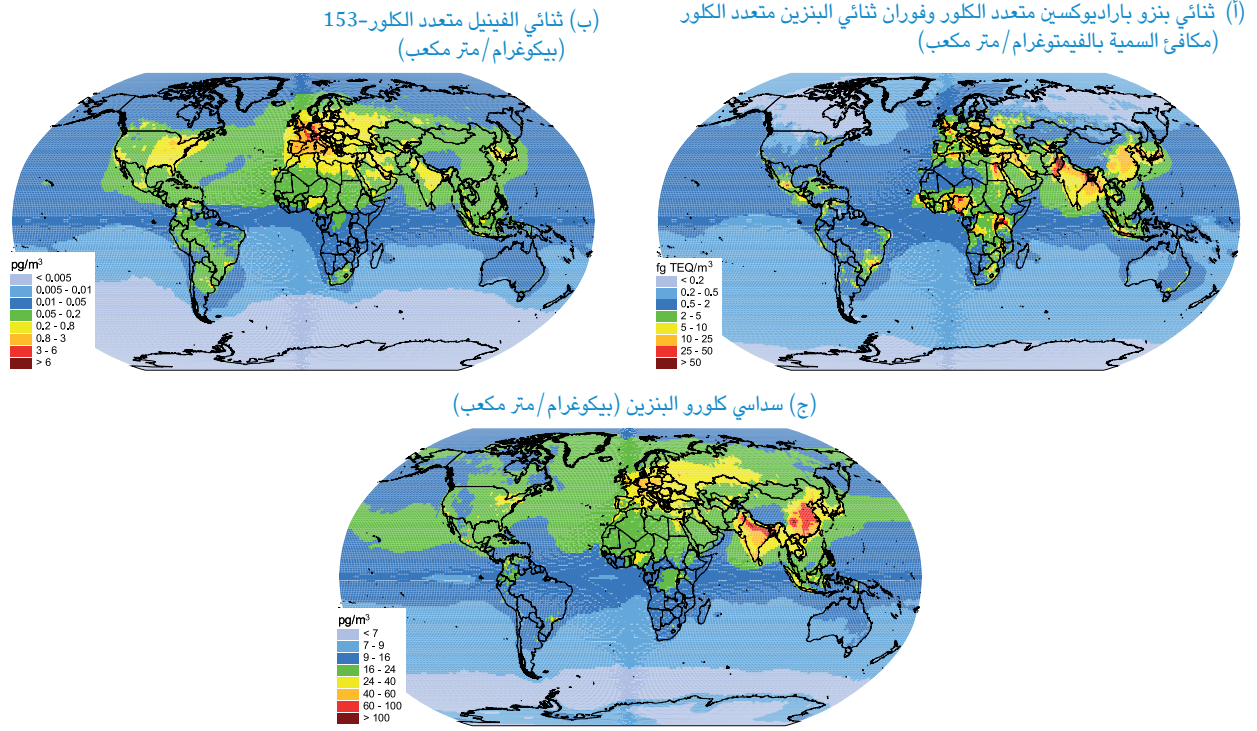 (أ) ثنائي بنزو باراديوكسين متعدد الكلور وفوران ثنائي البنزين متعدد الكلور
(مكافئ السمية بالفيمتوغرام/متر مكعب)
fg TEQ/m³
< 0.2
0.2 - 0.5
0.5 - 2
2 - 5
5 - 10
10 - 25
25 - 50
> 50
(ب) ثنائي الفينيل متعدد الكلور-153
(بيكوغرام/متر مكعب)
pg/m³
< 0.005
0.005 - 0.01
0.01 - 0.05
0.05 - 0.2
0.2 - 0.8
0.8 - 3
3 - 6
> 6
(ج) سداسي كلورو البنزين (بيكوغرام/متر مكعب)
pg/m³
< 7
7 - 9
9 - 16
16 - 24
24 - 40
40 - 60
60 - 100
> 100